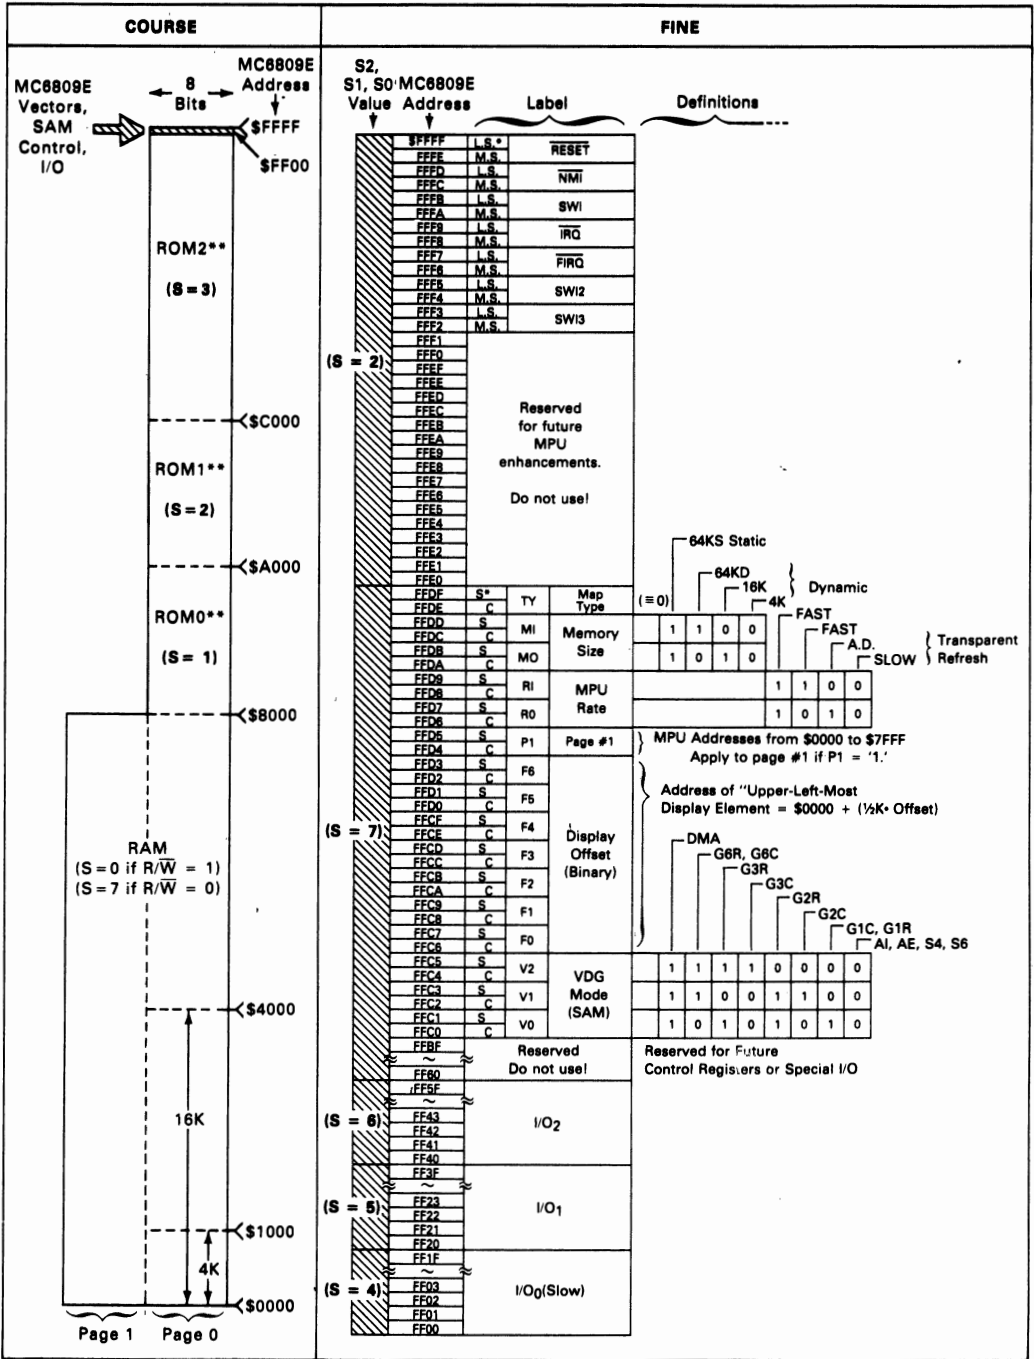 COURSE
FINE
MC6809E
Vectors,
SAM
Control,
I/O
8
Bits
MC6809E
Address
$FFFF
$FF00
ROM2**
(S = 3)
$C000
ROM1**
(S = 2)
$A000
ROM0**
(S = 1)
$8000
RAM
(S = 0 if R/W̅ = 1)
(S = 7 if R/W̅ = 0)
$4000
16K
$1000
4K
$0000
Page 1 Page 0
S2,
S1, S0 MC6809E
Value Address Label Definitions
(S = 2)
$FFFF L.S.* R̅E̅S̅E̅T̅
FFFE M.S.
FFFD L.S. N̅M̅I̅
FFFC M.S.
FFFB L.S. SWI
FFFA M.S.
FFF9 L.S. I̅R̅Q̅
FFF8 M.S.
FFF7 L.S. F̅I̅R̅Q̅
FFF6 M.S.
FFF5 L.S. SWI2
FFF4 M.S.
FFF3 L.S. SWI3
FFF2 M.S.
FFF1
FFF0
FFEF
FFEE
FFED
FFEC
FFEB
FFEA
FFE9
FFE8
FFE7
FFE6
FFE5
FFE4
FFE3
FFE2
FFE1
FFE0
Reserved
for future
MPU
enhancements.
Do not use!
(S = 7)
FFDF S* TY Map
FFDE C Type
FFDD S M1 Memory
FFDC C Size
FFDB S M0
FFDA C
FFD9 S R1 MPU
FFD8 C Rate
FFD7 S R0
FFD6 C
FFD5 S P1 Page #1
FFD4 C
FFD3 S F6
FFD2 C
FFD1 S F5
FFD0 C
FFCF S F4
FFCE C
FFCD S F3
FFCC C
FFCB S F2
FFCA C
FFC9 S F1
FFC8 C
FFC7 S F0
FFC6 C
Display
Offset
(Binary)
FFC5 S V2
FFC4 C
FFC3 S V1
FFC2 C
FFC1 S V0
FFC0 C
VDG
Mode
(SAM)
FFBF
~
FF60
Reserved
Do not use!
(S = 6)
FF5F
~
FF43
FF42
FF41
FF40
I/O2
(S = 5)
FF3F
~
FF23
FF22
FF21
FF20
I/O1
(S = 4)
FF1F
~
FF03
FF02
FF01
FF00
I/O0(Slow)
64KS Static
64KD
16K
4K
Dynamic
(≡ 0)
1 1 0 0
1 0 1 0
FAST
FAST
A.D.
SLOW
Transparent
Refresh
1 1 0 0
1 0 1 0
MPU Addresses from $0000 to $7FFF
Apply to page #1 if P1 = '1.'
Address of "Upper-Left-Most
Display Element = $0000 + (½K• Offset)
DMA
G6R, G6C
G3R
G3C
G2R
G2C
G1C, G1R
AI, AE, S4, S6
1 1 1 1 0 0 0 0
1 1 0 0 1 1 0 0
1 0 1 0 1 0 1 0
Reserved for Future
Control Registers or Special I/O